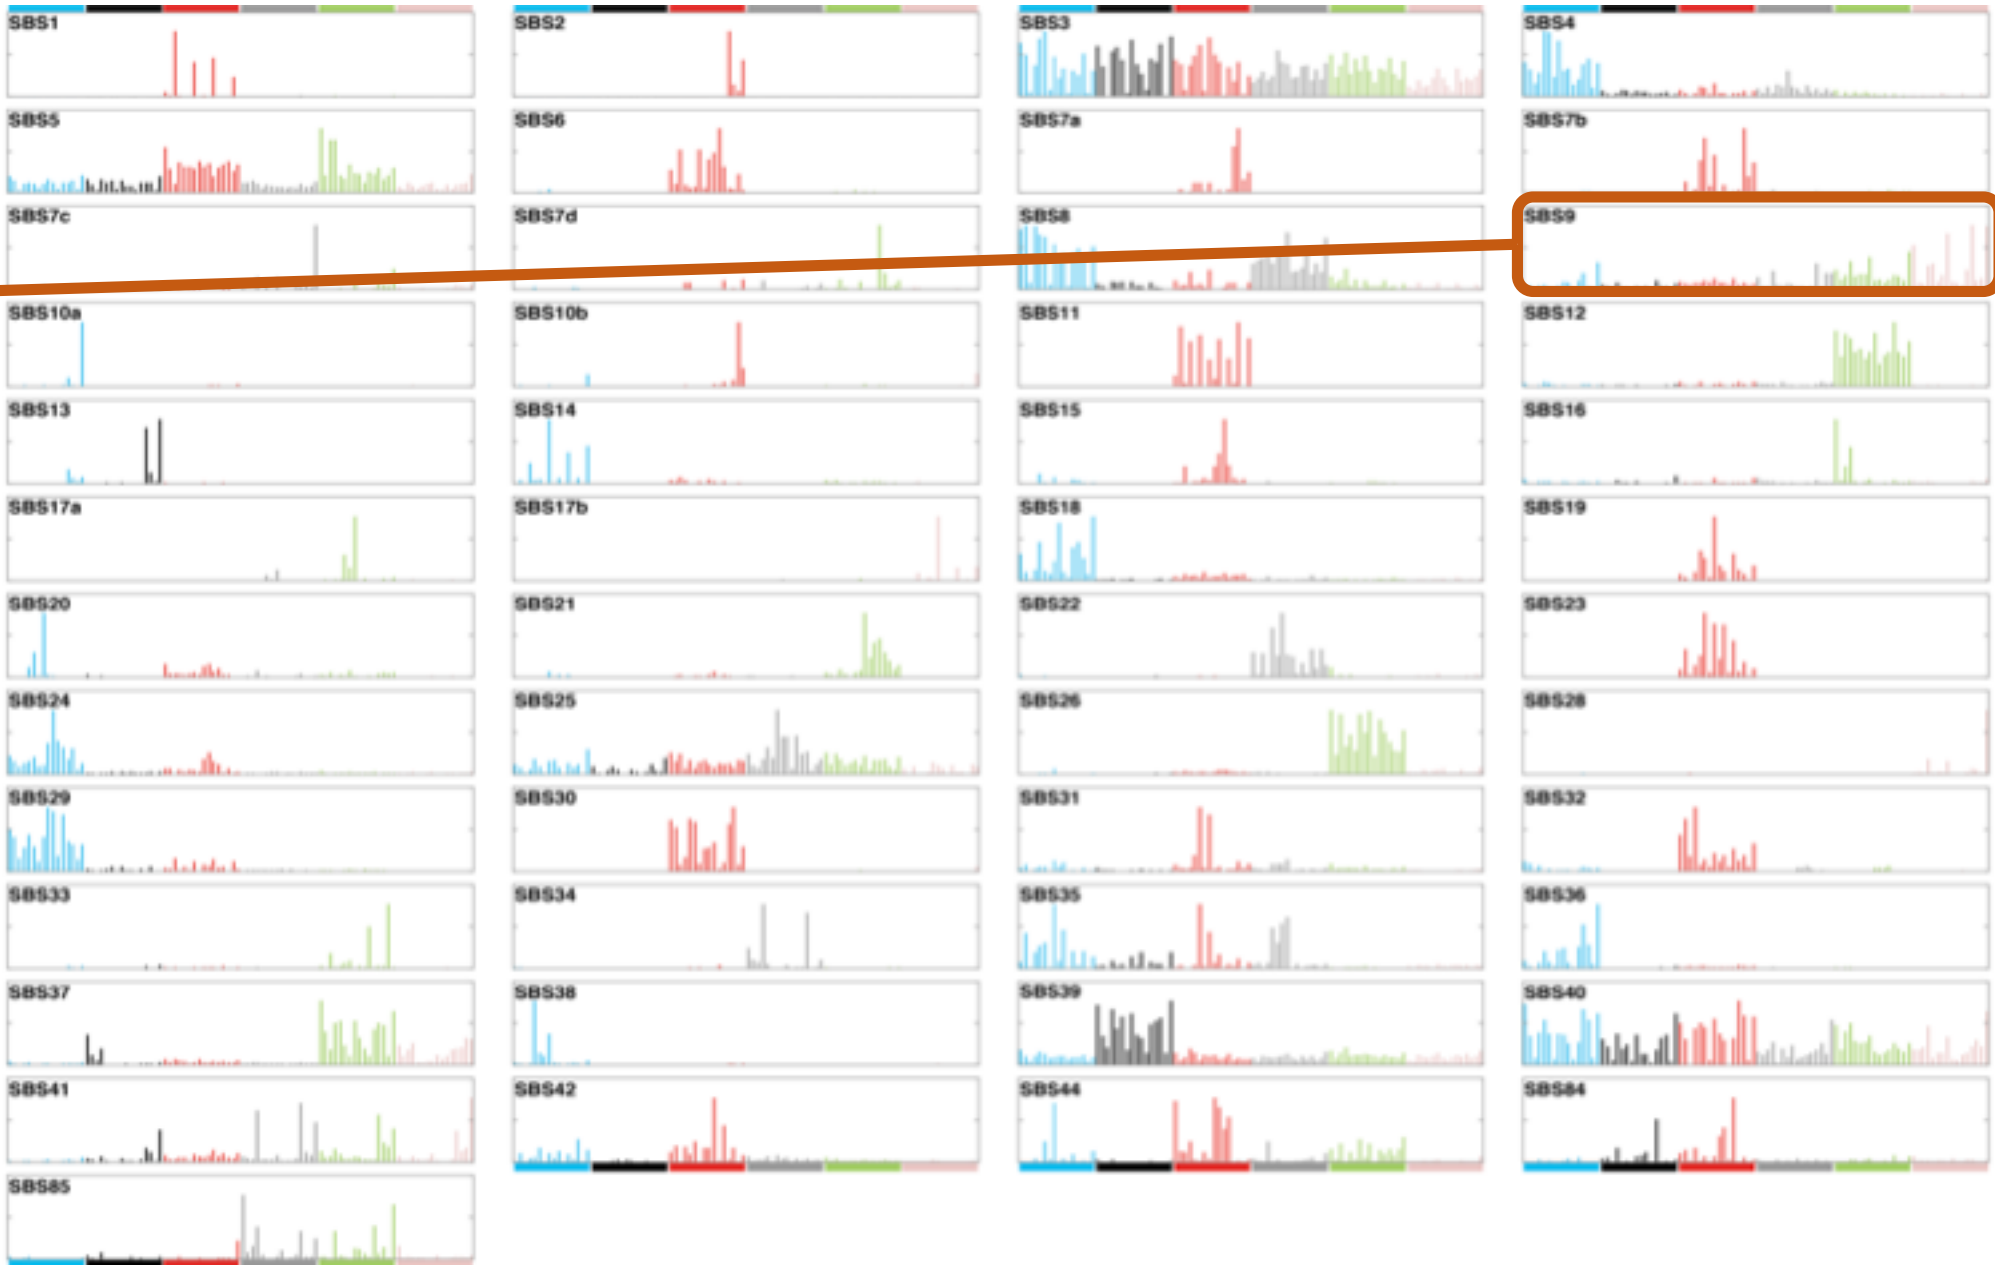 SBS1 SBS2 SBS3 SBS4
SBS5 SBS6 SBS7a SBS7b
SBS7c SBS7d SBS8 SBS9
SBS10a SBS10b SBS11 SBS12
SBS13 SBS14 SBS15 SBS16
SBS17a SBS17b SBS18 SBS19
SBS20 SBS21 SBS22 SBS23
SBS24 SBS25 SBS26 SBS28
SBS29 SBS30 SBS31 SBS32
SBS33 SBS34 SBS35 SBS36
SBS37 SBS38 SBS39 SBS40
SBS41 SBS42 SBS44 SBS84
SBS85